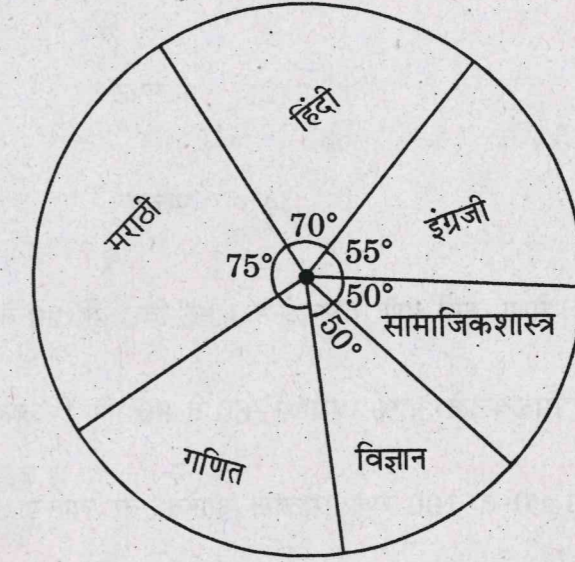 हिंदी
मराठी
इंग्रजी
70°
75°
55°
50°
सामाजिकशास्त्र
50°
गणित
विज्ञान